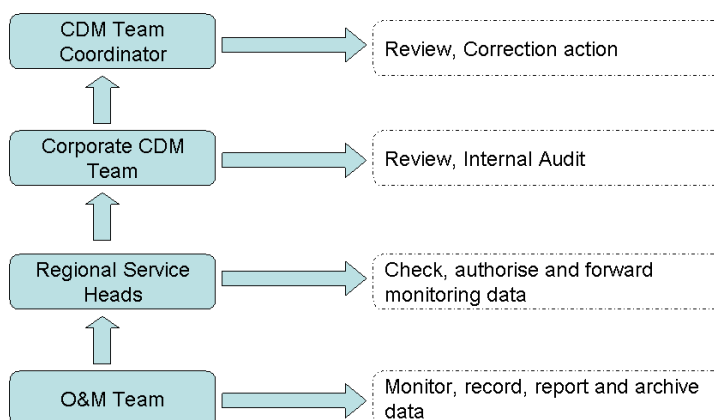 CDM Team
Coordinator
Review, Correction action
Corporate CDM
Team
Review, Internal Audit
Regional Service
Heads
Check, authorise and forward
monitoring data
O&M Team
Monitor, record, report and archive
data